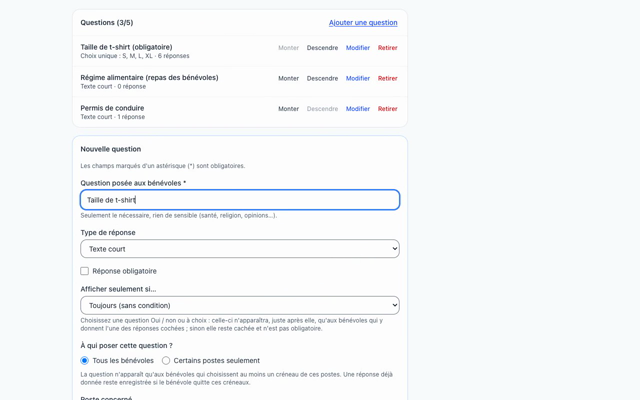 Questions (3/5)
Ajouter une question
Taille de t-shirt (obligatoire)
Choix unique : S, M, L, XL · 6 réponses
Monter Descendre Modifier Retirer
Régime alimentaire (repas des bénévoles)
Texte court · 0 réponse
Monter Descendre Modifier Retirer
Permis de conduire
Texte court · 1 réponse
Monter Descendre Modifier Retirer
Nouvelle question
Les champs marqués d'un astérisque (*) sont obligatoires.
Question posée aux bénévoles *
Taille de t-shirt
Seulement le nécessaire, rien de sensible (santé, religion, opinions...).
Type de réponse
Texte court
Réponse obligatoire
Afficher seulement si...
Toujours (sans condition)
Choisissez une question Oui / non ou à choix : celle-ci n'apparaîtra, juste après elle, qu'aux bénévoles qui y
donnent l'une des réponses cochées ; sinon elle reste cachée et n'est pas obligatoire.
À qui poser cette question ?
Tous les bénévoles Certains postes seulement
La question n'apparaît qu'aux bénévoles qui choisissent au moins un créneau de ces postes. Une réponse déjà
donnée reste enregistrée si le bénévole quitte ces créneaux.
Poste concerné